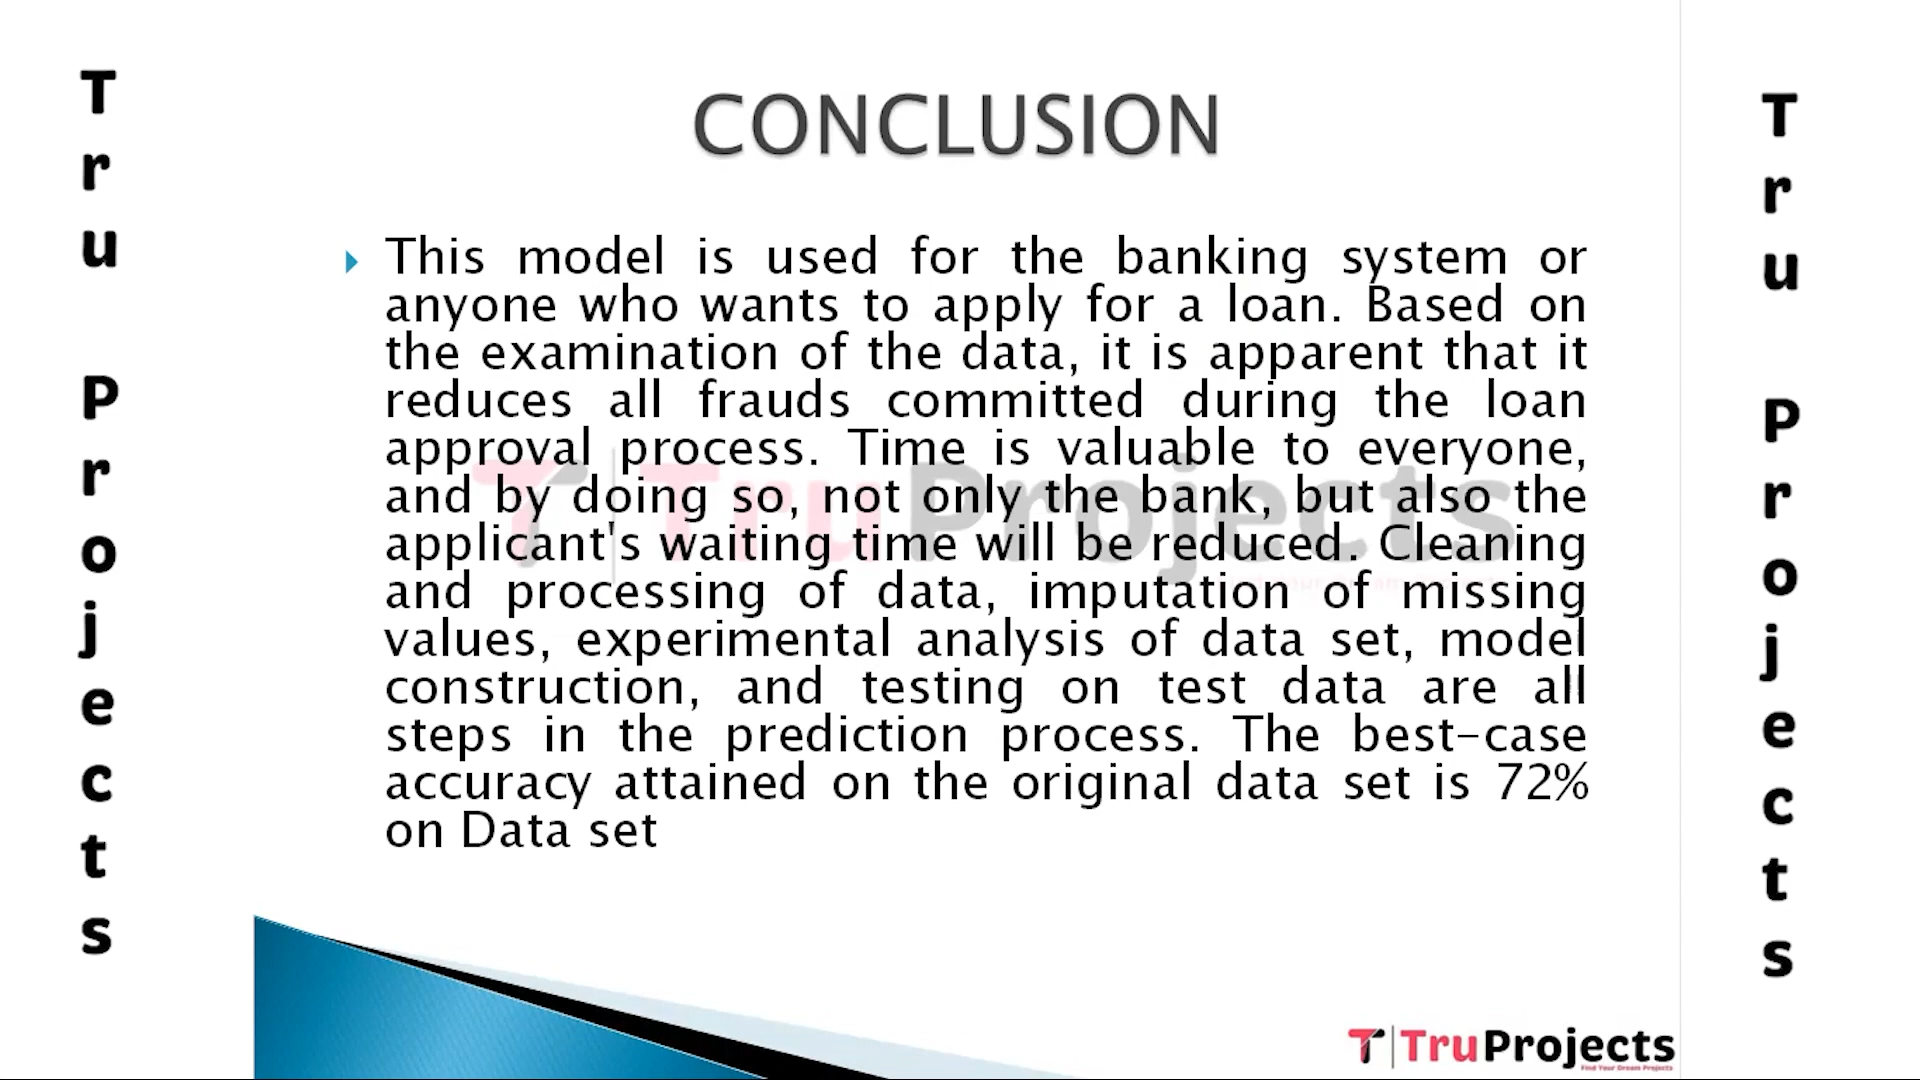 CONCLUSION
This model is used for the banking system or
anyone who wants to apply for a loan. Based on
the examination of the data, it is apparent that it
reduces all frauds committed during the loan
approval process. Time is valuable to everyone,
and by doing so, not only the bank, but also the
applicant's waiting time will be reduced. Cleaning
and processing of data, imputation of missing
values, experimental analysis of data set, model
construction, and testing on test data are all
steps in the prediction process. The best-case
accuracy attained on the original data set is 72%
on Data set
Tru Projects
Tru Projects
TruProjects
TruProjects
Find Your Dream Projects